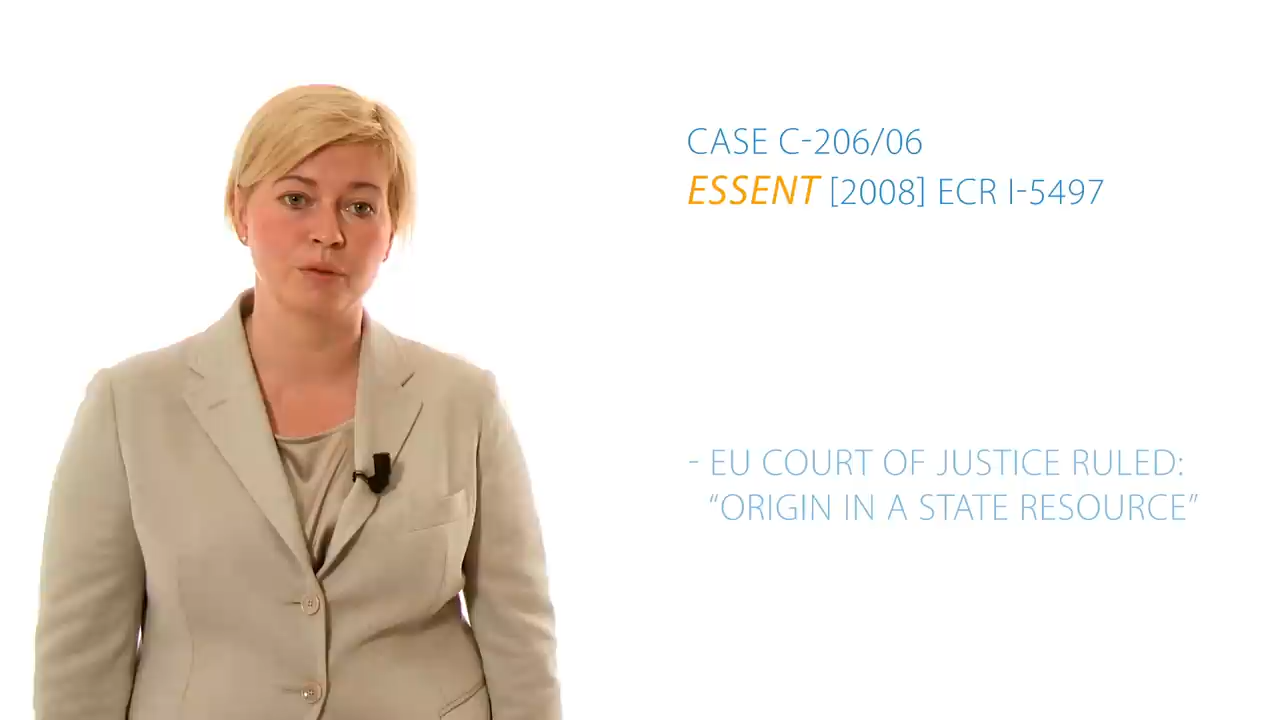 CASE C-206/06
ESSENT [2008] ECR I-5497
- EU COURT OF JUSTICE RULED:
“ORIGIN IN A STATE RESOURCE”